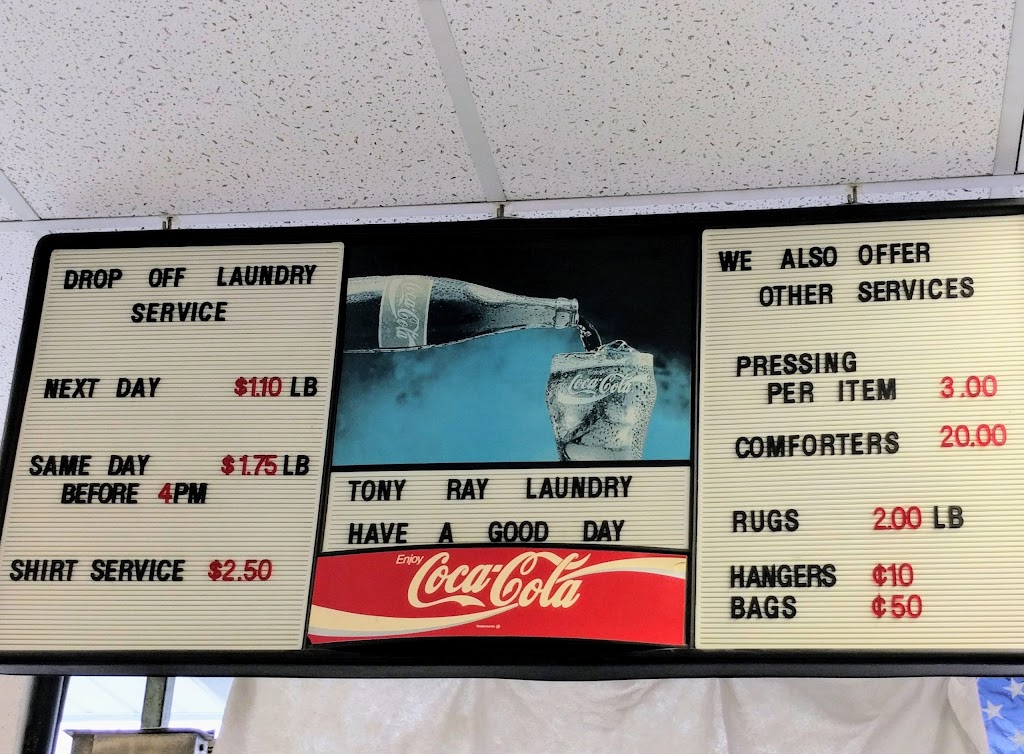 DROP OFF LAUNDRY
SERVICE
NEXT DAY $1.10 LB
SAME DAY $1.75 LB
BEFORE 4PM
SHIRT SERVICE $2.50
Coca-Cola
Coca-Cola
TONY RAY LAUNDRY
HAVE A GOOD DAY
Enjoy
Coca-Cola
WE ALSO OFFER
OTHER SERVICES
PRESSING
PER ITEM 3.00
COMFORTERS 20.00
RUGS 2.00 LB
HANGERS ¢10
BAGS ¢50